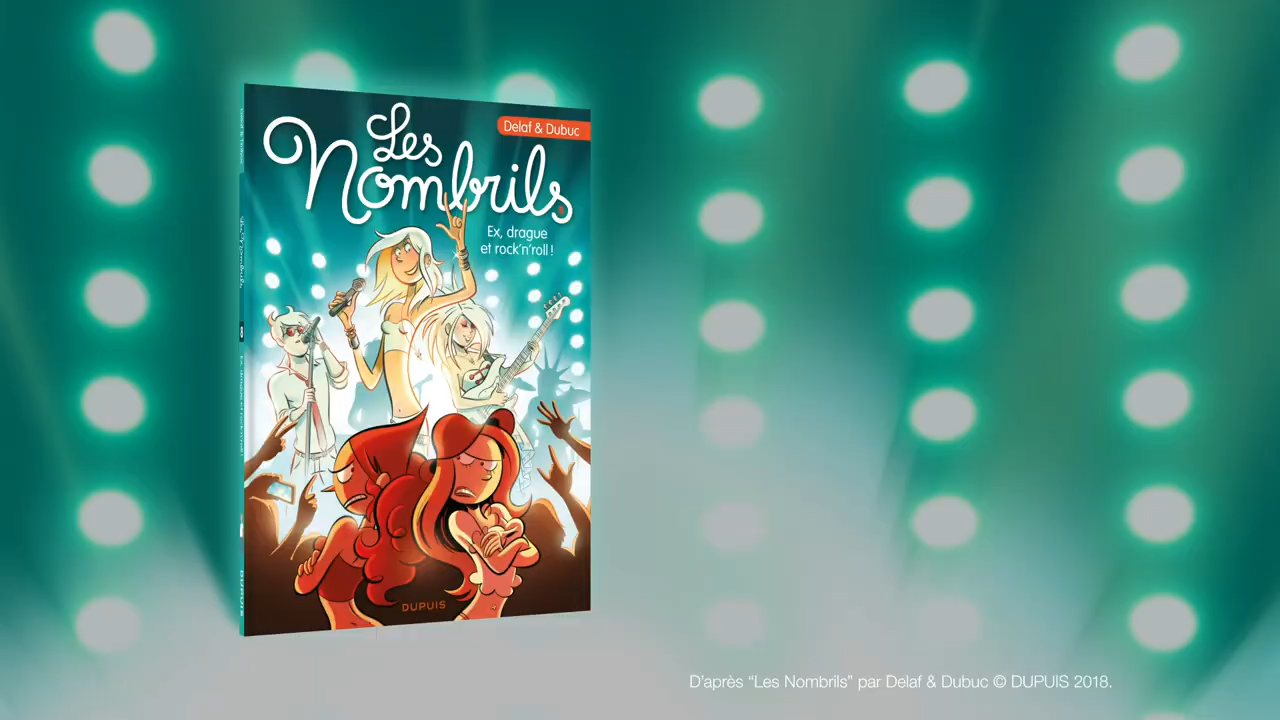 Les
Delaf & Dubuc
Nombrils
Ex, drague
et rock'n'roll !
DUPUIS
D'après “Les Nombrils” par Delaf & Dubuc © DUPUIS 2018.